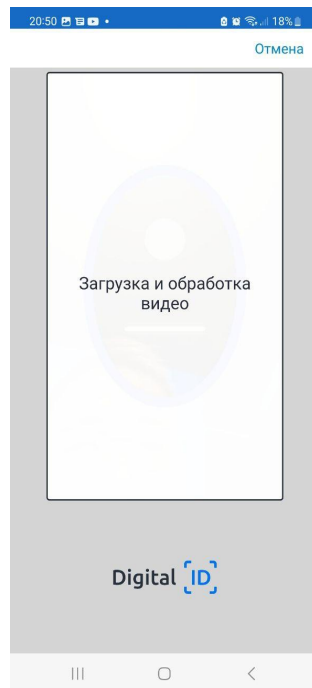 20:50 18%
Отмена
Загрузка и обработка
видео
Digital ID